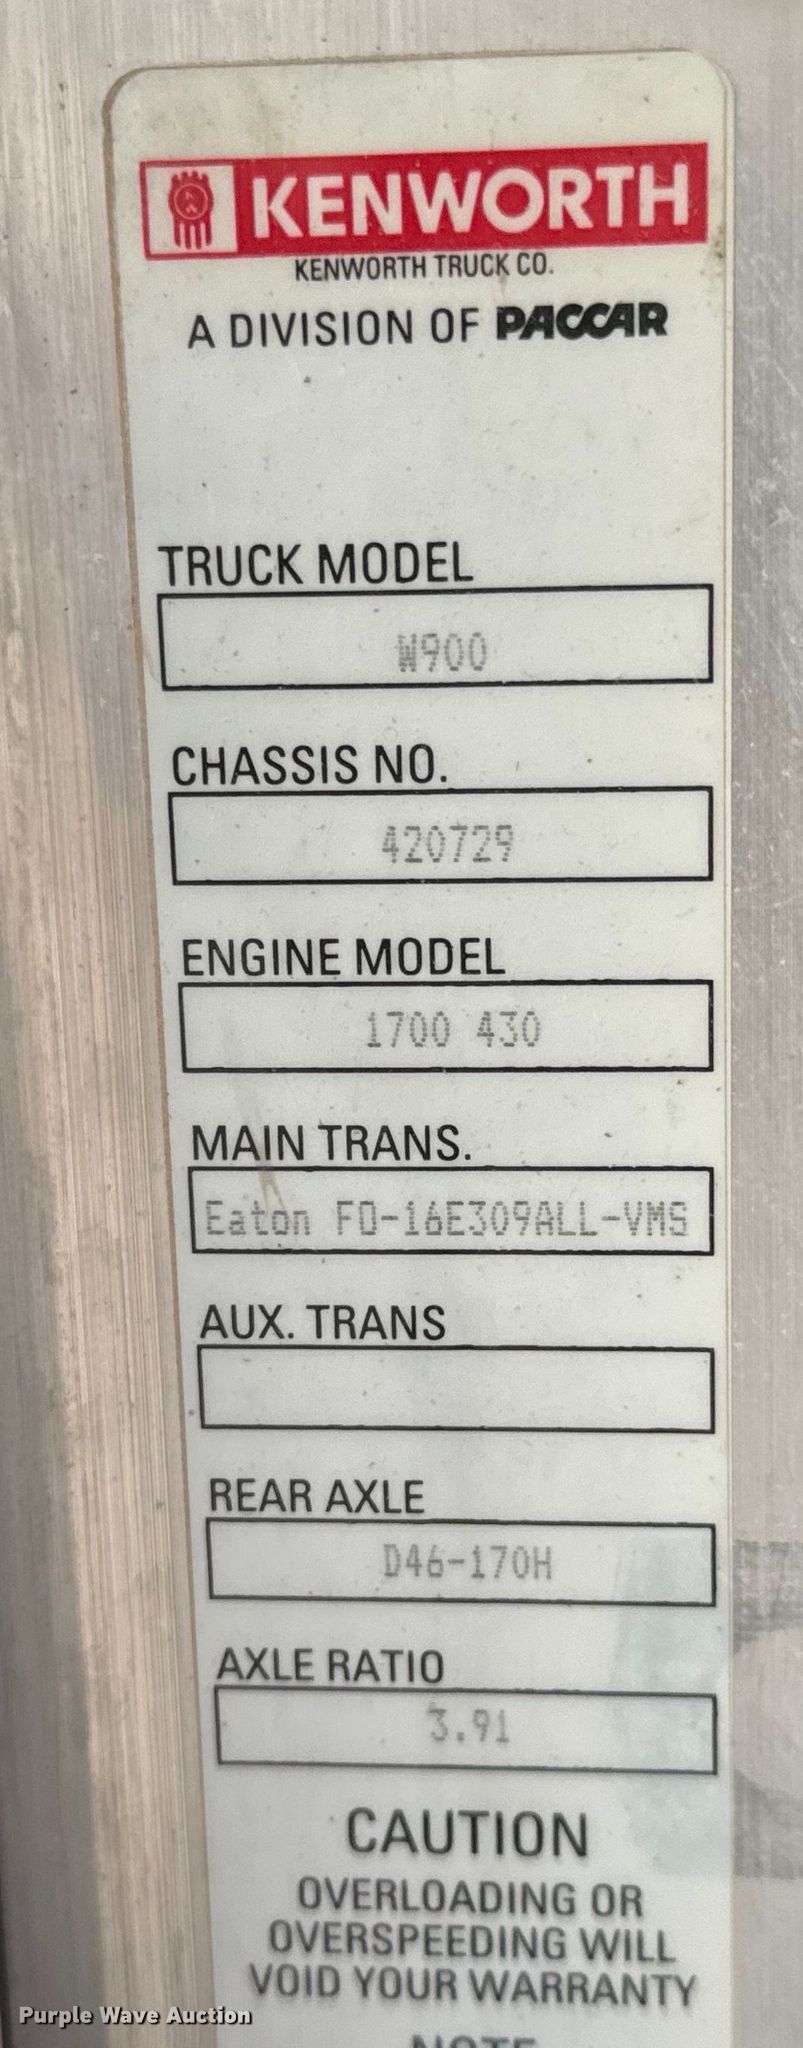 KENWORTH
KENWORTH TRUCK CO.
A DIVISION OF PACCAR
TRUCK MODEL
W900
CHASSIS NO.
420729
ENGINE MODEL
1700 430
MAIN TRANS.
Eaton FO-16E309ALL-VMS
AUX. TRANS
REAR AXLE
D46-170H
AXLE RATIO
3.91
CAUTION
OVERLOADING OR
OVERSPEEDING WILL
VOID YOUR WARRANTY
NOTE
Purple Wave Auction